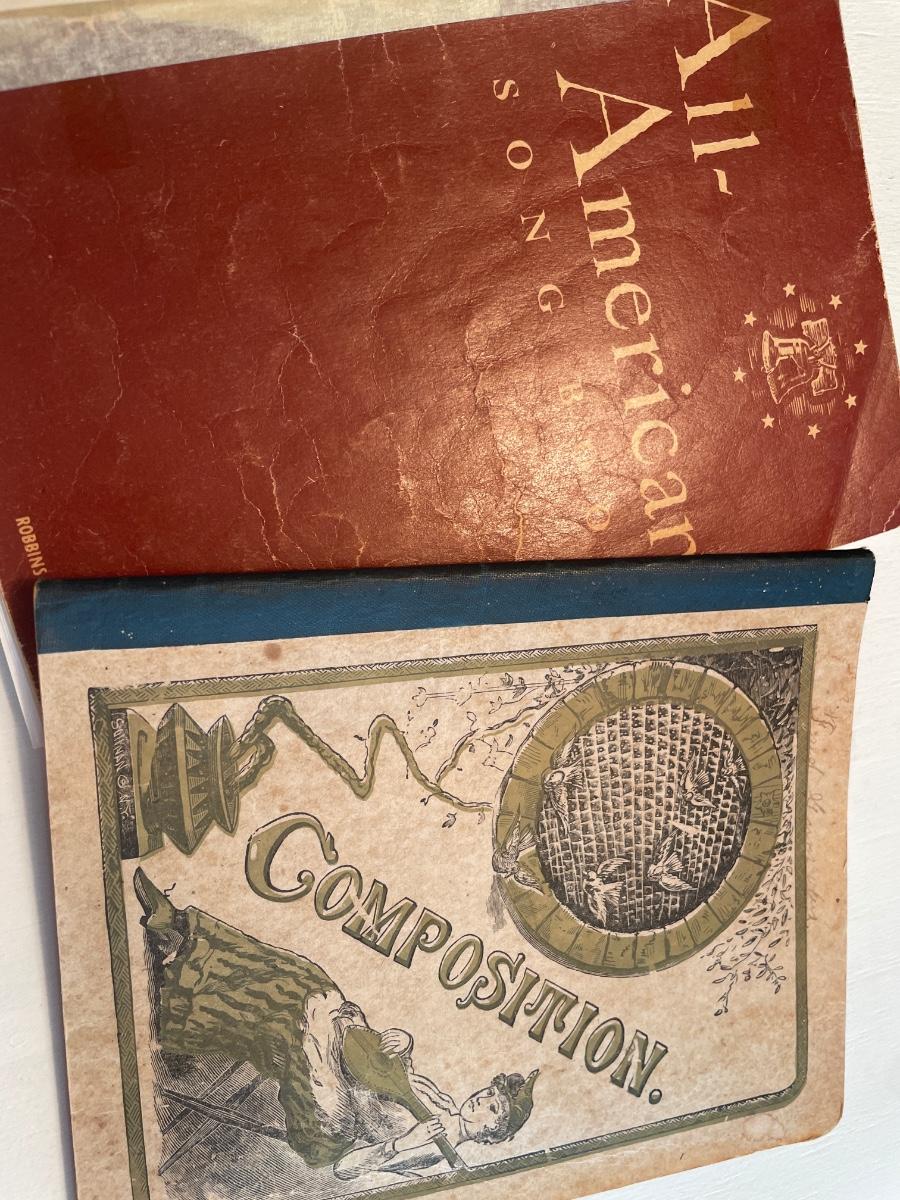 All-
American
SONG BO
ROBBINS
COMPOSITION.